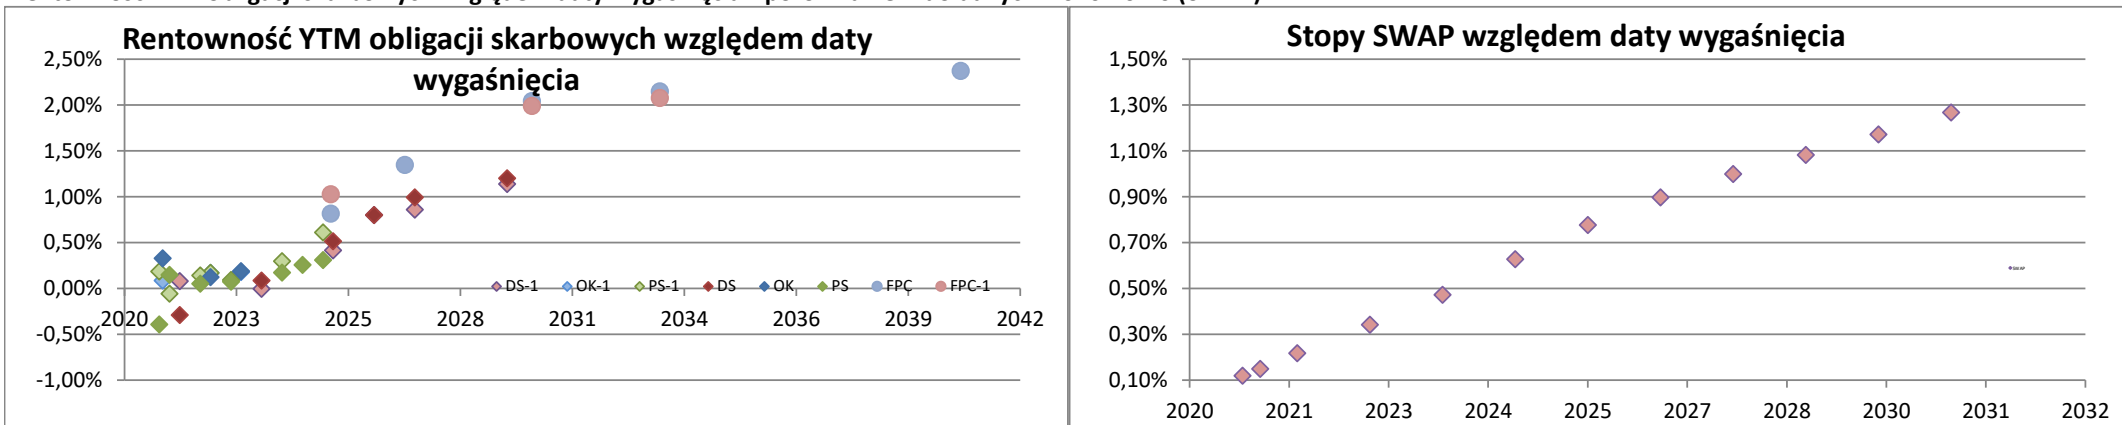 Rentowność YTM obligacji skarbowych względem daty
wygaśnięcia
2,50%
2,00%
1,50%
1,00%
0,50%
0,00%
-0,50%
-1,00%
2020 2023 2025 2028 2031 2034 2036 2039 2042
DS-1 OK-1 PS-1 DS OK PS FPC FPC-1
Stopy SWAP względem daty wygaśnięcia
1,50%
1,30%
1,10%
0,90%
0,70%
0,50%
0,30%
0,10%
2020 2021 2023 2024 2025 2027 2028 2030 2031 2032
SWAP